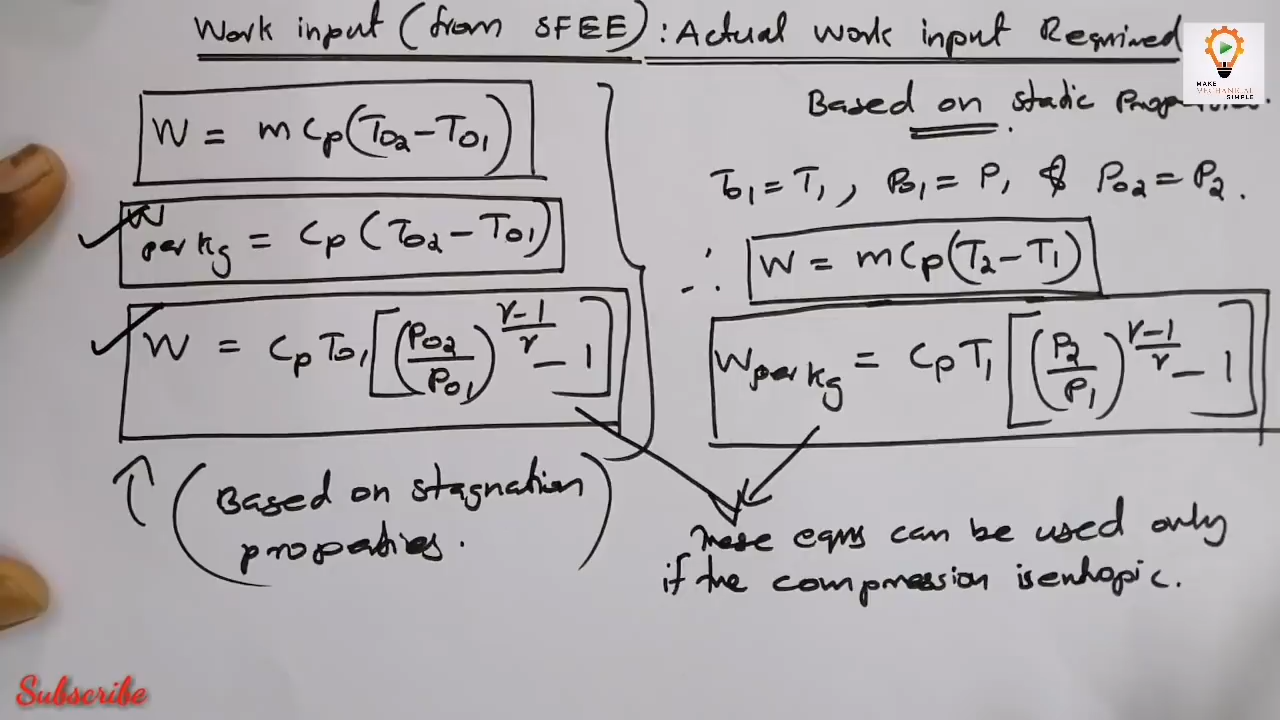 Work input (from SFEE) : Actual work input Required
MAKE
MECHANICAL
SIMPLE
W = m Cp (T02 - T01)
W per kg = Cp (T02 - T01)
W = Cp T01 [(P02/P01)^(γ-1/γ) - 1]
(Based on stagnation
properties.)
Based on static
T01 = T1, P01 = P1 & P02 = P2.
∴ W = m Cp (T2 - T1)
W per kg = Cp T1 [(P2/P1)^(γ-1/γ) - 1]
These eqns can be used only
if the compression isentropic.
Subscribe